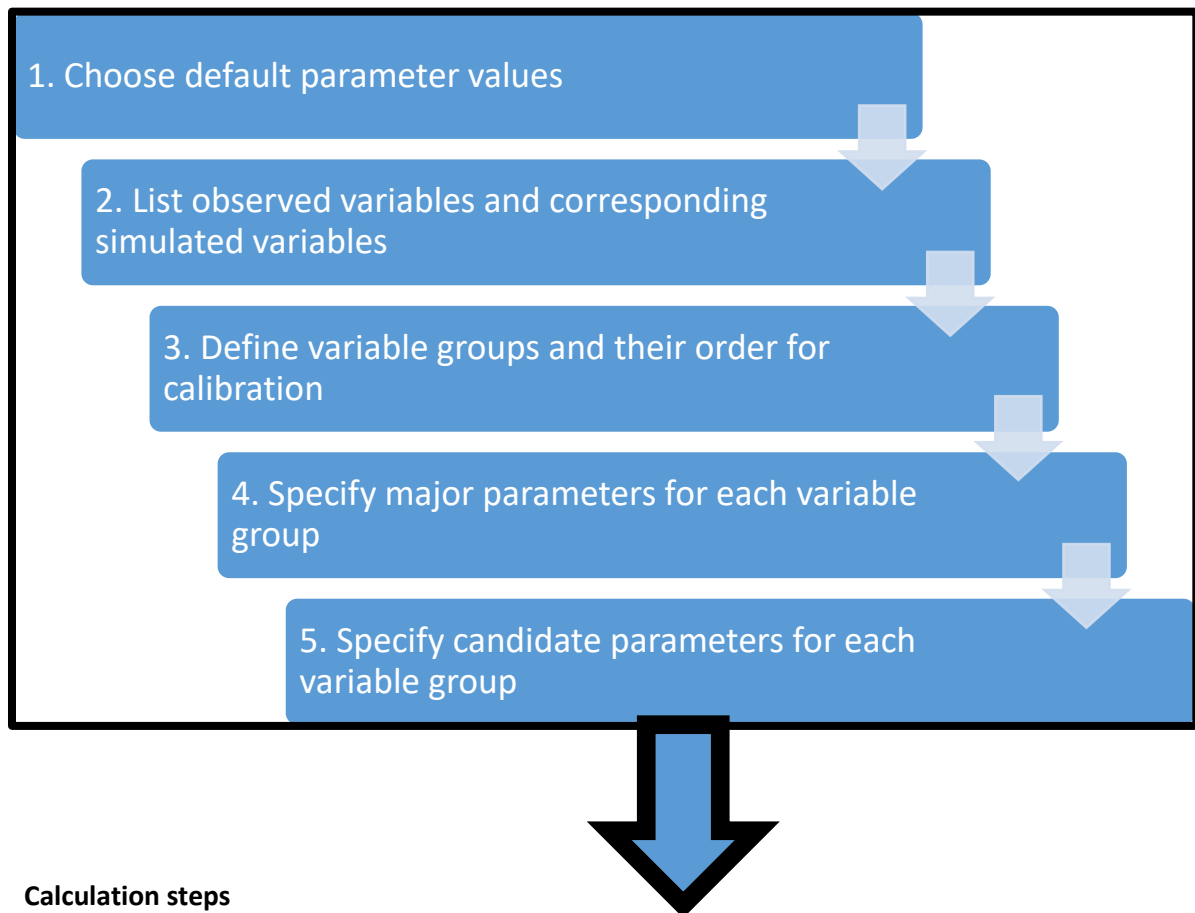 1. Choose default parameter values
2. List observed variables and corresponding
simulated variables
3. Define variable groups and their order for
calibration
4. Specify major parameters for each variable
group
5. Specify candidate parameters for each
variable group
Calculation steps